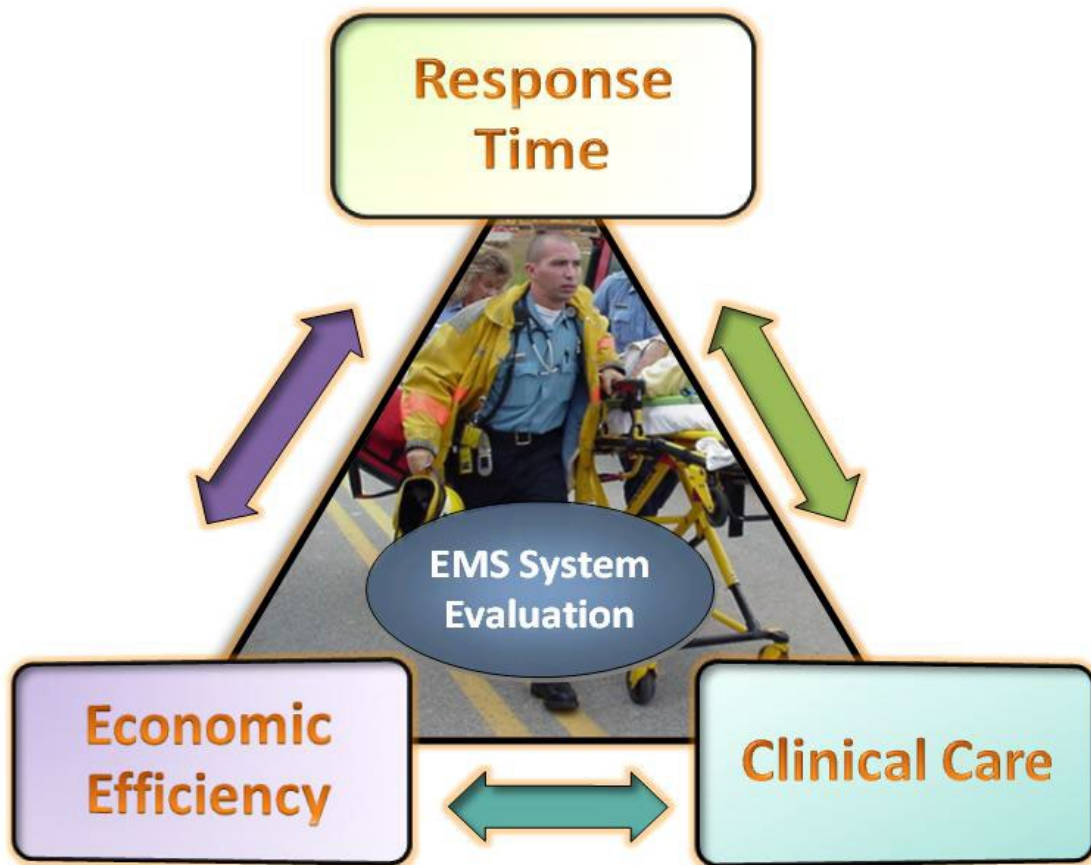 Response
Time
EMS System
Evaluation
Economic
Efficiency
Clinical Care